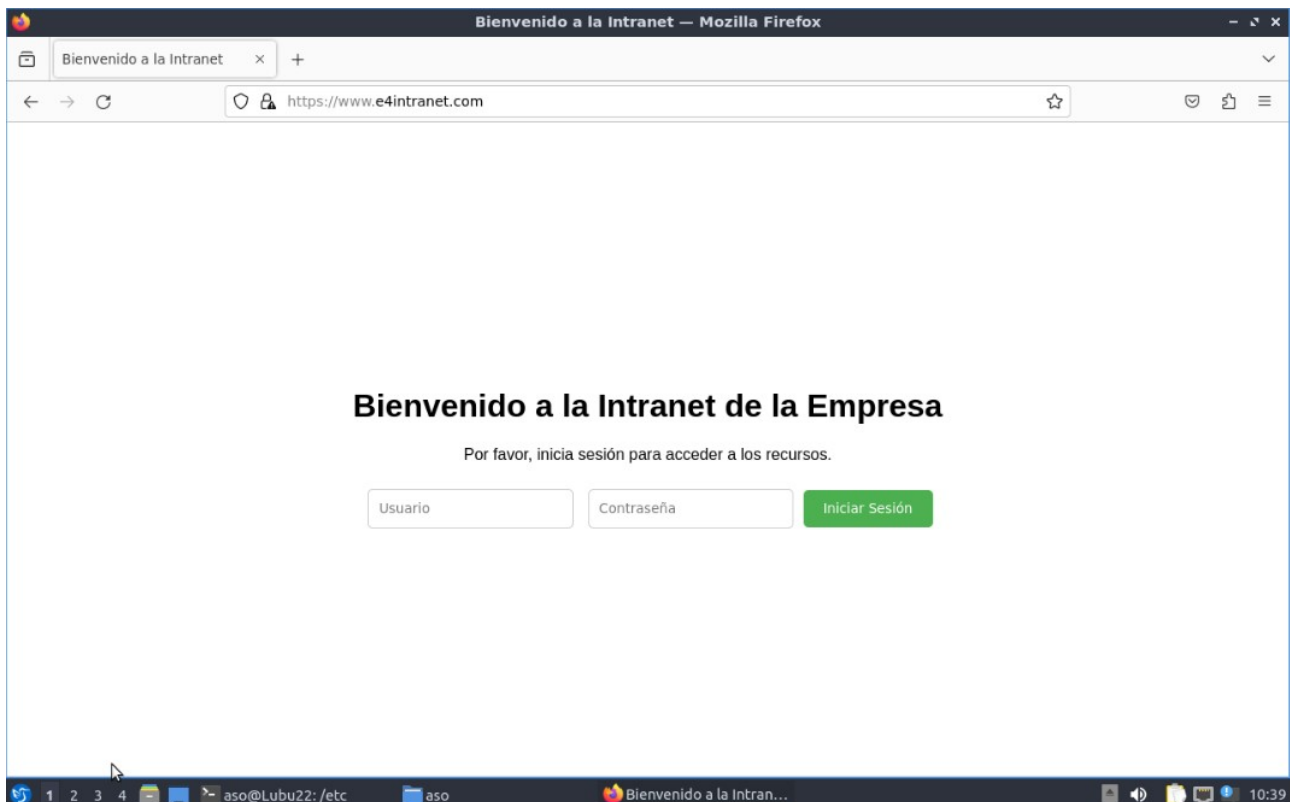 Bienvenido a la Intranet — Mozilla Firefox
Bienvenido a la Intranet
https://www.e4intranet.com
Bienvenido a la Intranet de la Empresa
Por favor, inicia sesión para acceder a los recursos.
Usuario
Contraseña
Iniciar Sesión
1 2 3 4 aso@Lubu22: /etc aso Bienvenido a la Intran... 10:39